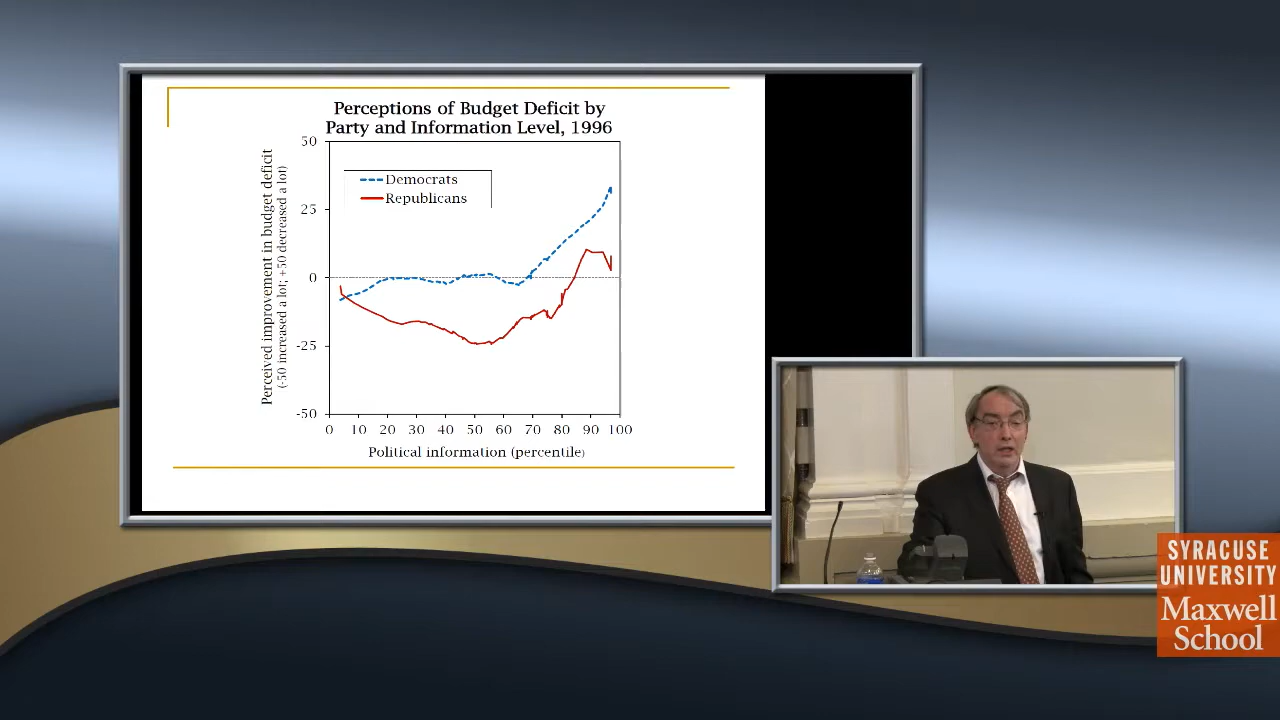 Perceptions of Budget Deficit by
Party and Information Level, 1996
Perceived improvement in budget deficit
(-50 increased a lot; +50 decreased a lot)
50
25
0
-25
-50
Democrats
Republicans
0 10 20 30 40 50 60 70 80 90 100
Political information (percentile)
SYRACUSE
UNIVERSITY
Maxwell
School